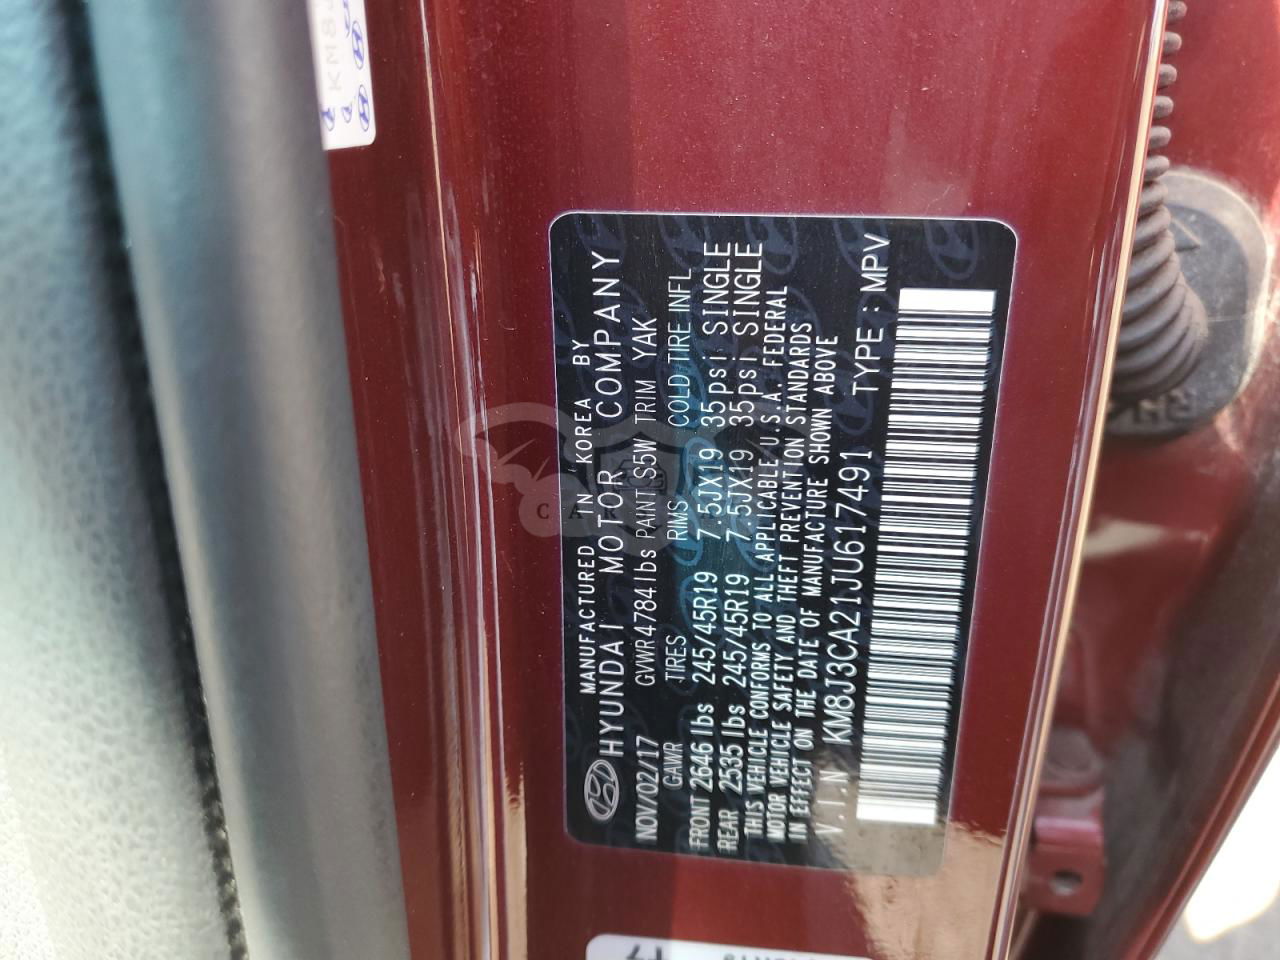 MANUFACTURED IN KOREA BY
HYUNDAI MOTOR COMPANY
NOV/02/17 GVWR4784lbs PAINT S5W TRIM YAK
GAWR TIRES RIMS COLD TIRE INFL
FRONT 2646 lbs 245/45R19 7.5JX19 35psi SINGLE
REAR 2535 lbs 245/45R19 7.5JX19 35psi SINGLE
THIS VEHICLE CONFORMS TO ALL APPLICABLE U.S.A. FEDERAL
MOTOR VEHICLE SAFETY AND THEFT PREVENTION STANDARDS
IN EFFECT ON THE DATE OF MANUFACTURE SHOWN ABOVE
V.I.N KM8J3CA21JU617491 TYPE : MPV
KM8J